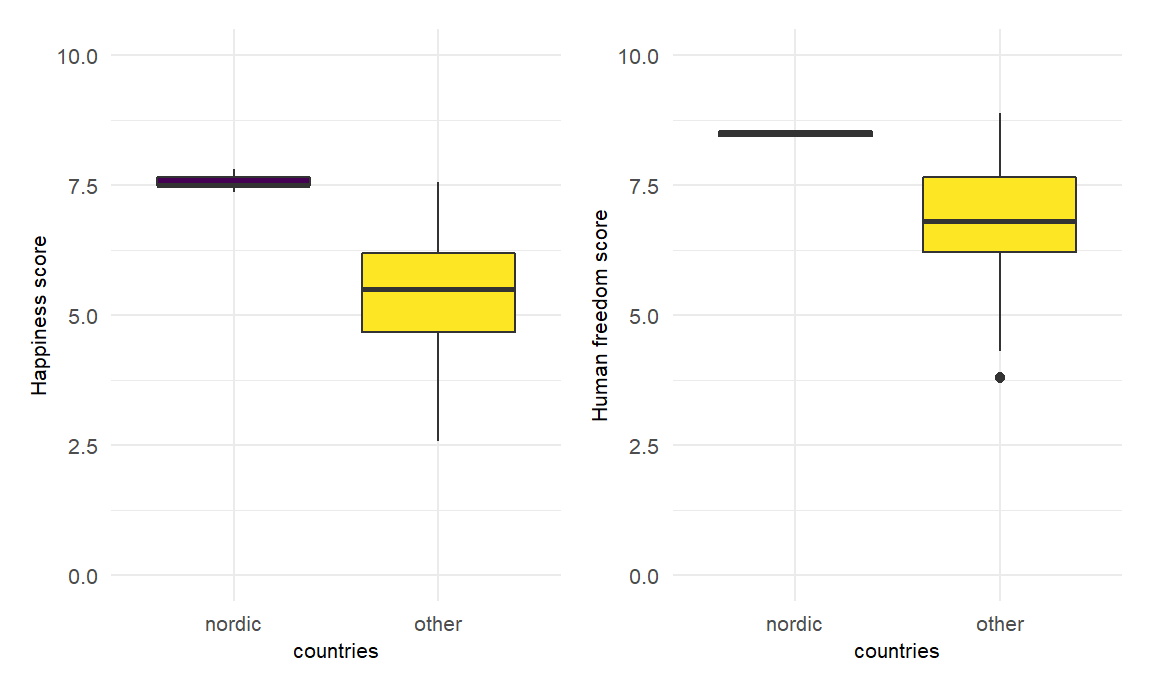 Happiness score
10.0
7.5
5.0
2.5
0.0
nordic other
countries
Human freedom score
10.0
7.5
5.0
2.5
0.0
nordic other
countries